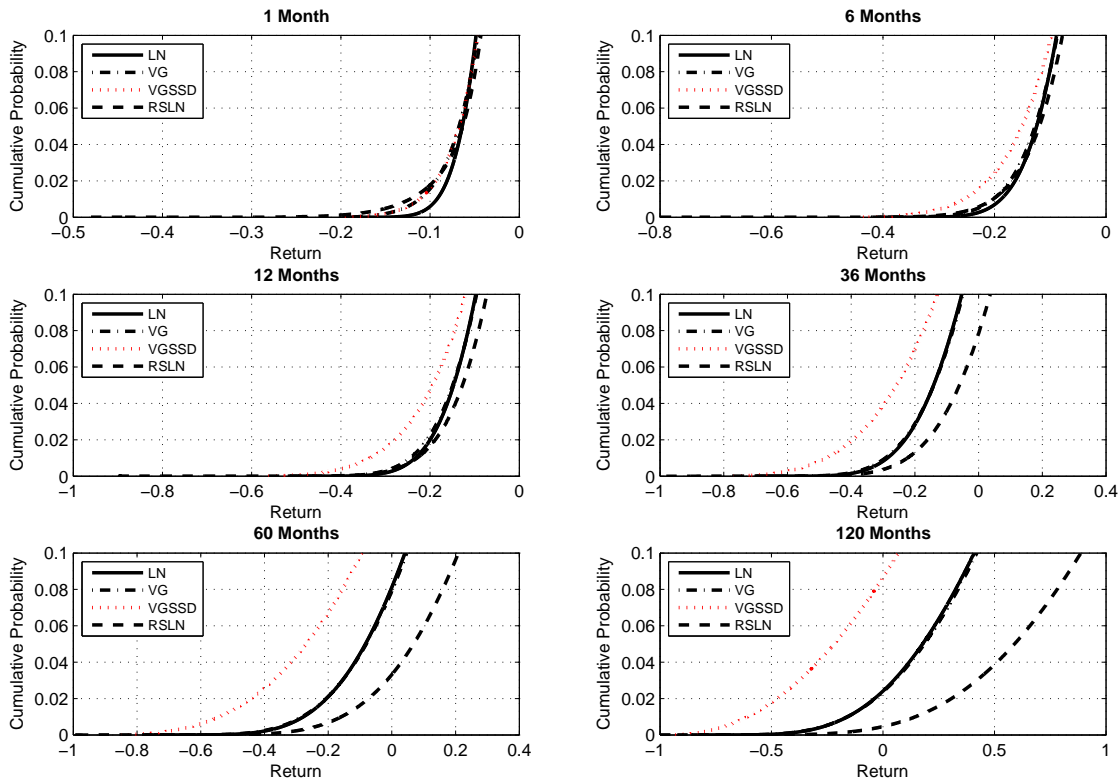 1 Month
0.1
0.08
0.06
0.04
0.02
0
Cumulative Probability
LN
VG
VGSSD
RSLN
−0.5 −0.4 −0.3 −0.2 −0.1 0
Return
6 Months
0.1
0.08
0.06
0.04
0.02
0
Cumulative Probability
LN
VG
VGSSD
RSLN
−0.8 −0.6 −0.4 −0.2 0
Return
12 Months
0.1
0.08
0.06
0.04
0.02
0
Cumulative Probability
LN
VG
VGSSD
RSLN
−1 −0.8 −0.6 −0.4 −0.2 0
Return
36 Months
0.1
0.08
0.06
0.04
0.02
0
Cumulative Probability
LN
VG
VGSSD
RSLN
−1 −0.8 −0.6 −0.4 −0.2 0 0.2 0.4
Return
60 Months
0.1
0.08
0.06
0.04
0.02
0
Cumulative Probability
LN
VG
VGSSD
RSLN
−1 −0.8 −0.6 −0.4 −0.2 0 0.2 0.4
Return
120 Months
0.1
0.08
0.06
0.04
0.02
0
Cumulative Probability
LN
VG
VGSSD
RSLN
−1 −0.5 0 0.5 1
Return